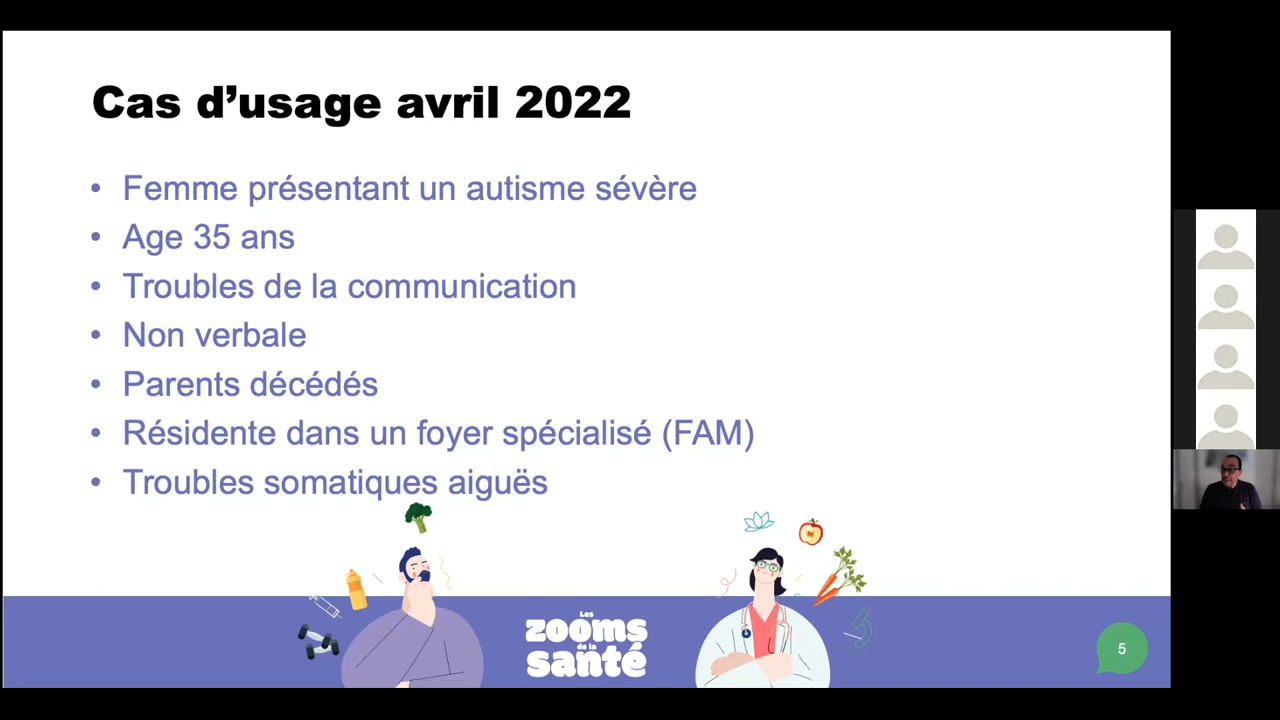 Cas d’usage avril 2022
• Femme présentant un autisme sévère
• Age 35 ans
• Troubles de la communication
• Non verbale
• Parents décédés
• Résidente dans un foyer spécialisé (FAM)
• Troubles somatiques aiguës
Les
zooms
de la
santé
5